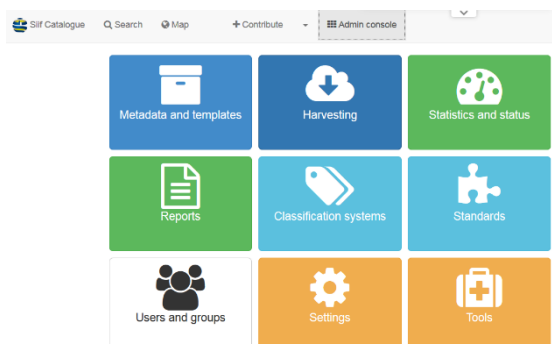 Siif Catalogue Search Map Contribute Admin console
Metadata and templates Harvesting Statistics and status
Reports Classification systems Standards
Users and groups Settings Tools